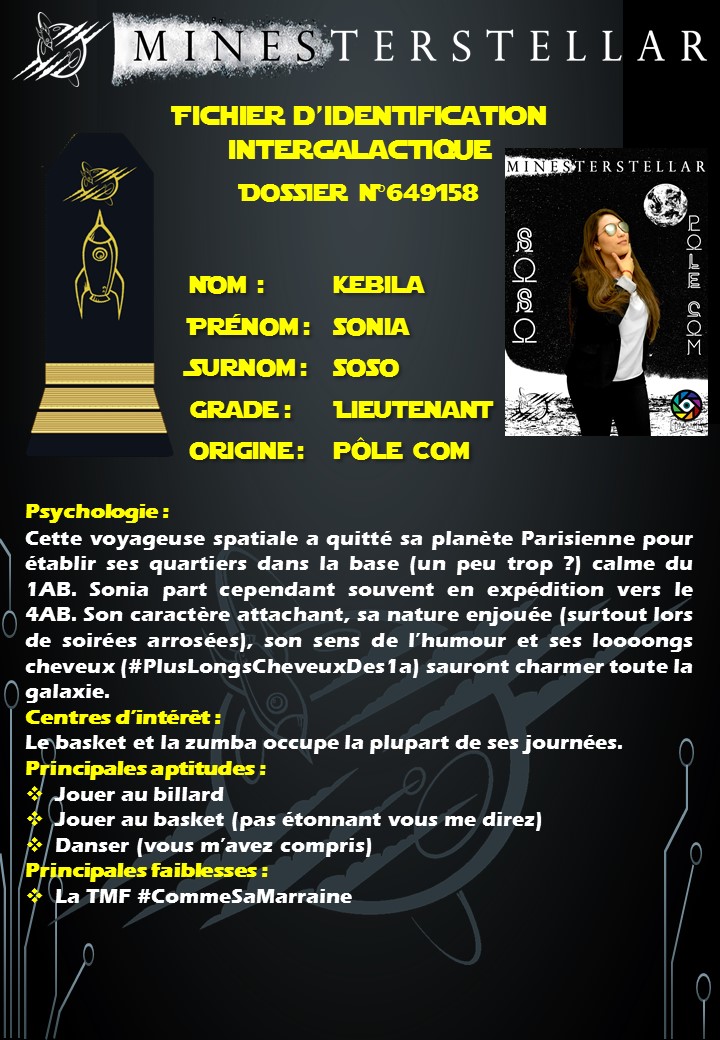 MINESTERSTELLAR
FICHIER D'IDENTIFICATION
INTERGALACTIQUE
DOSSIER N°649158
MINESTERSTELLAR
SOSO
PÔLE COM
NOM : KEBILA
PRÉNOM : SONIA
SURNOM : SOSO
GRADE : LIEUTENANT
ORIGINE : PÔLE COM
Psychologie :
Cette voyageuse spatiale a quitté sa planète Parisienne pour
établir ses quartiers dans la base (un peu trop ?) calme du
1AB. Sonia part cependant souvent en expédition vers le
4AB. Son caractère attachant, sa nature enjouée (surtout lors
de soirées arrosées), son sens de l'humour et ses loooongs
cheveux (#PlusLongsCheveuxDes1a) sauront charmer toute la
galaxie.
Centres d'intérêt :
Le basket et la zumba occupe la plupart de ses journées.
Principales aptitudes :
❖ Jouer au billard
❖ Jouer au basket (pas étonnant vous me direz)
❖ Danser (vous m'avez compris)
Principales faiblesses :
❖ La TMF #CommeSaMarraine